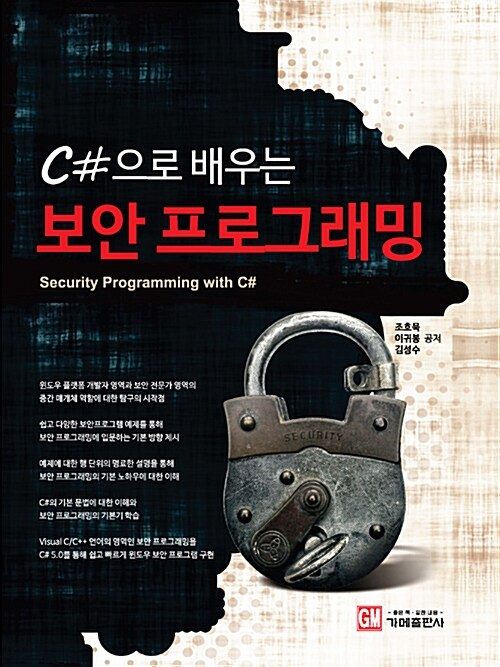 C#으로 배우는
보안 프로그래밍
Security Programming with C#
조호묵
이귀봉 공저
김성수
윈도우 플랫폼 개발자 영역과 보안 전문가 영역의
중간 매개체 역할에 대한 탐구의 시작점
쉽고 다양한 보안프로그램 예제를 통해
보안 프로그래밍에 입문하는 기본 방향 제시
예제에 대한 행 단위의 명료한 설명을 통해
보안 프로그래밍의 기본 노하우에 대한 이해
C#의 기본 문법에 대한 이해와
보안 프로그래밍의 기본기 학습
Visual C/C++ 언어의 영역인 보안 프로그래밍을
C# 5.0를 통해 쉽고 빠르게 윈도우 보안 프로그램 구현
SECURITY
- 좋은 책 · 알찬 내용 -
GM 가메출판사